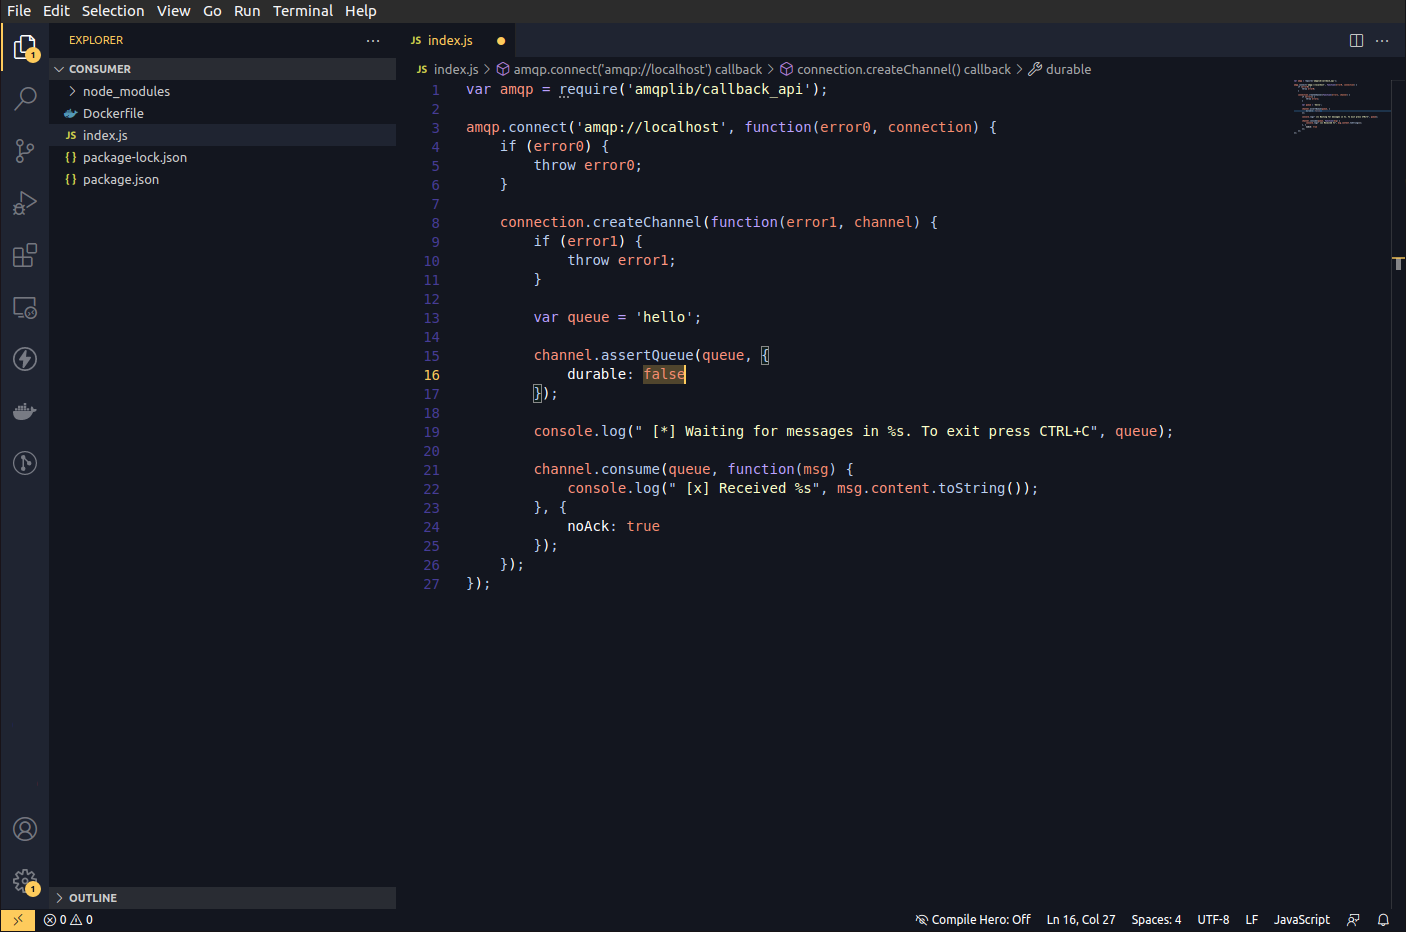 File Edit Selection View Go Run Terminal Help
EXPLORER
CONSUMER
node_modules
Dockerfile
JS index.js
{} package-lock.json
{} package.json
OUTLINE
1
1
JS index.js
JS index.js > amqp.connect('amqp://localhost') callback > connection.createChannel() callback > durable
1 var amqp = require('amqplib/callback_api');
2
3 amqp.connect('amqp://localhost', function(error0, connection) {
4     if (error0) {
5         throw error0;
6     }
7
8     connection.createChannel(function(error1, channel) {
9         if (error1) {
10             throw error1;
11         }
12
13         var queue = 'hello';
14
15         channel.assertQueue(queue, {
16             durable: false
17         });
18
19         console.log(" [*] Waiting for messages in %s. To exit press CTRL+C", queue);
20
21         channel.consume(queue, function(msg) {
22             console.log(" [x] Received %s", msg.content.toString());
23         }, {
24             noAck: true
25         });
26     });
27 });
0 0 Compile Hero: Off Ln 16, Col 27 Spaces: 4 UTF-8 LF JavaScript